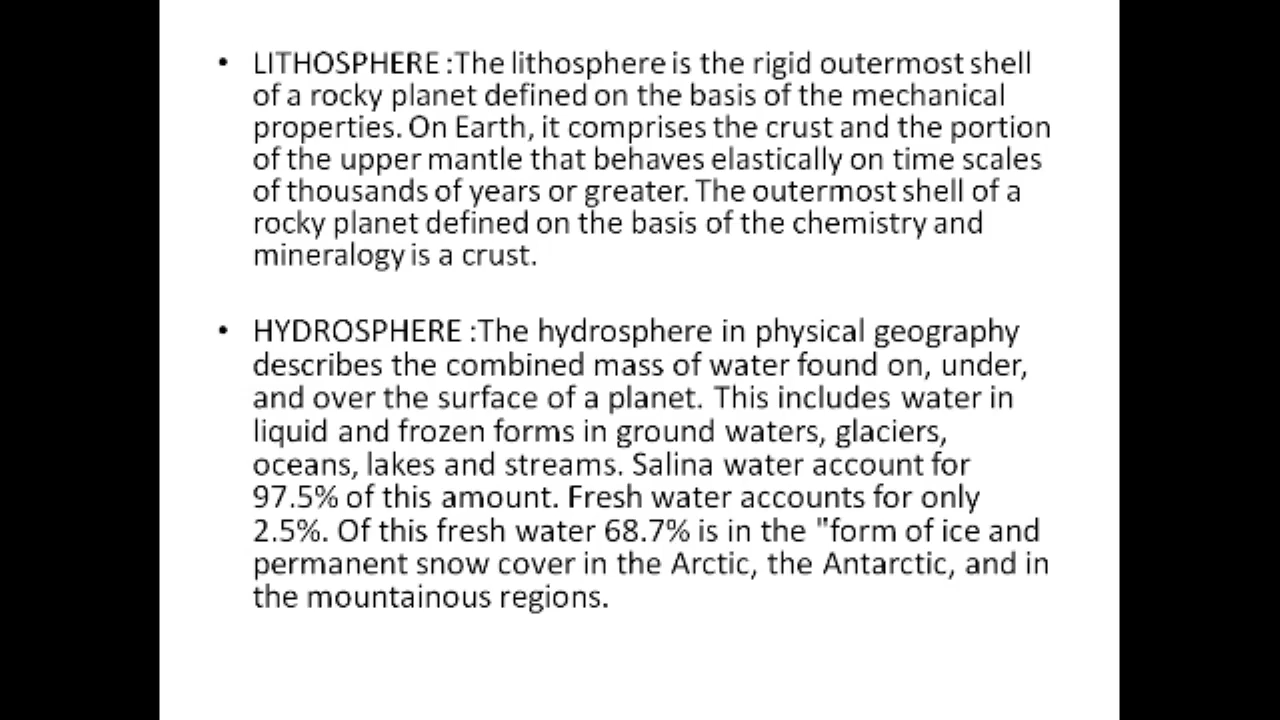 • LITHOSPHERE :The lithosphere is the rigid outermost shell
of a rocky planet defined on the basis of the mechanical
properties. On Earth, it comprises the crust and the portion
of the upper mantle that behaves elastically on time scales
of thousands of years or greater. The outermost shell of a
rocky planet defined on the basis of the chemistry and
mineralogy is a crust.
• HYDROSPHERE :The hydrosphere in physical geography
describes the combined mass of water found on, under,
and over the surface of a planet. This includes water in
liquid and frozen forms in ground waters, glaciers,
oceans, lakes and streams. Salina water account for
97.5% of this amount. Fresh water accounts for only
2.5%. Of this fresh water 68.7% is in the "form of ice and
permanent snow cover in the Arctic, the Antarctic, and in
the mountainous regions.